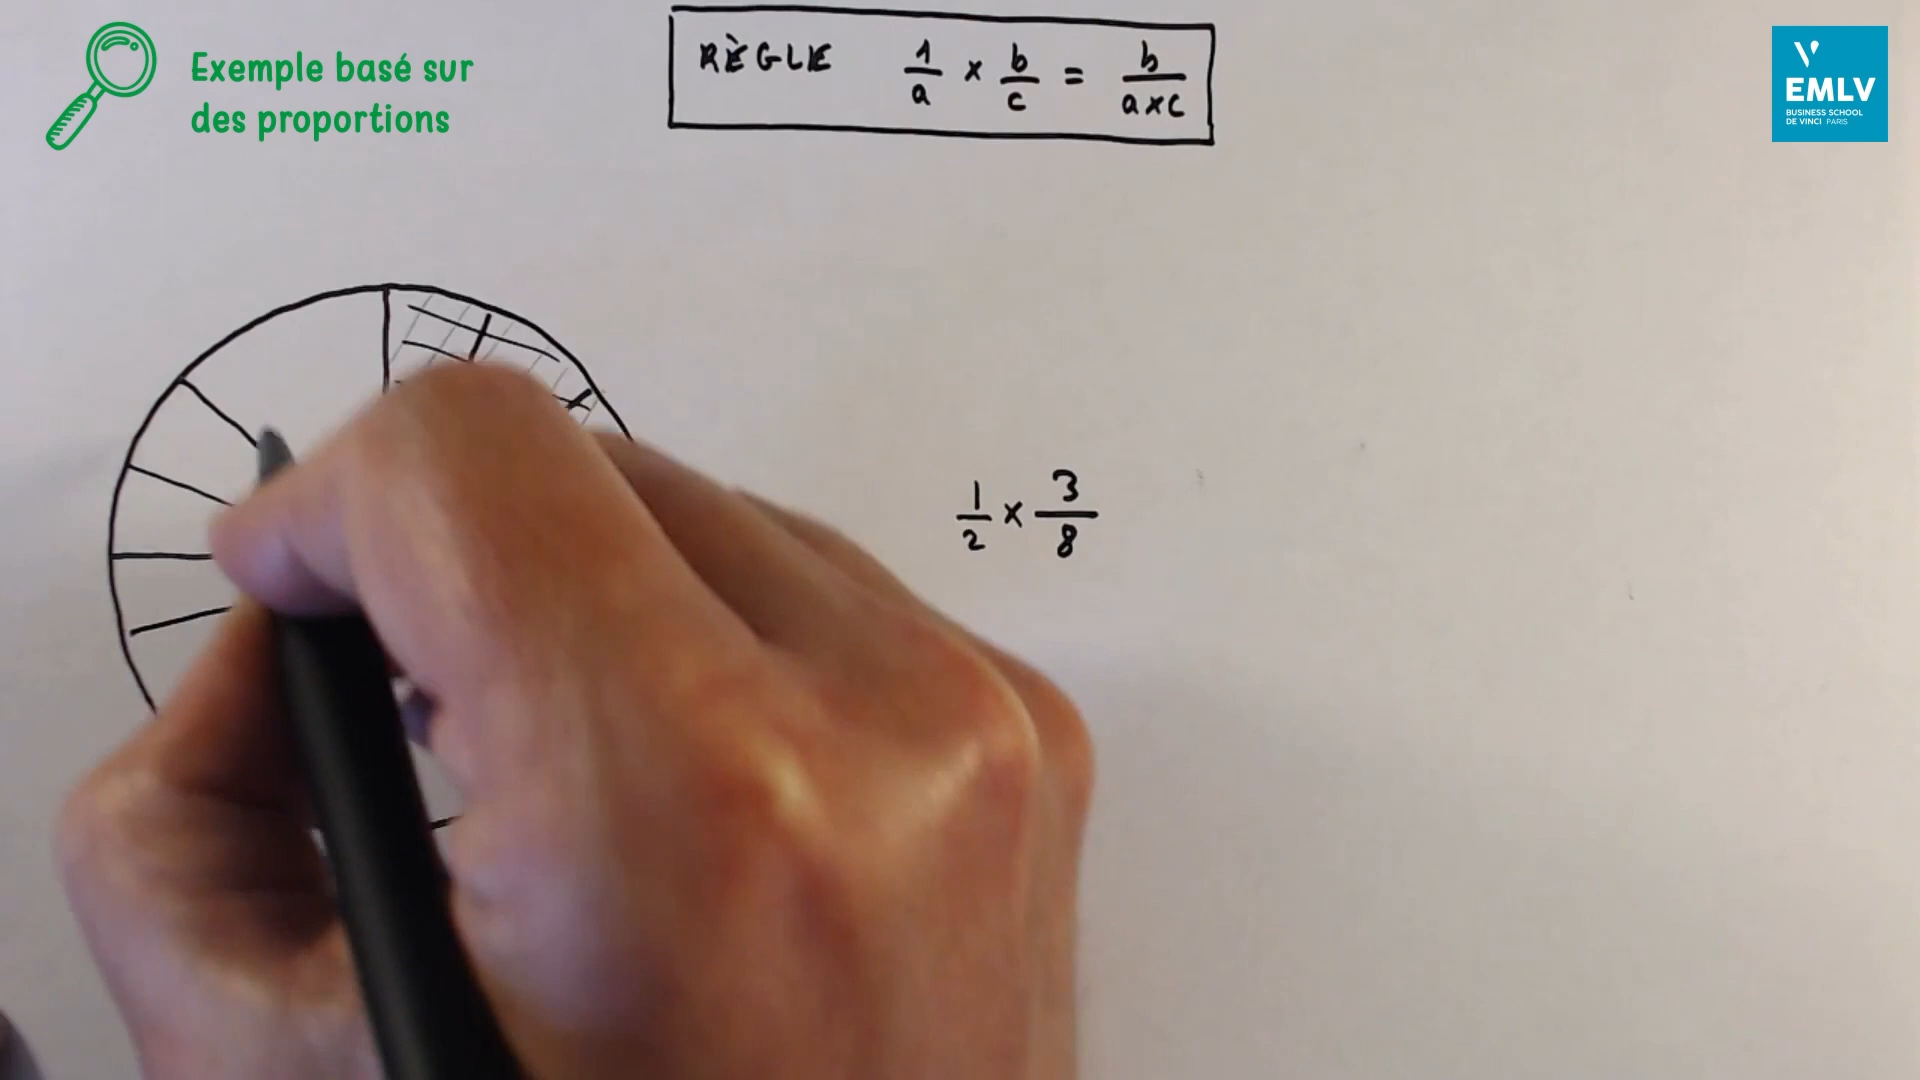 Exemple basé sur
des proportions
RÈGLE 1/a × b/c = b/a×c
EMLV
BUSINESS SCHOOL
DE VINCI PARIS
1/2 × 3/8